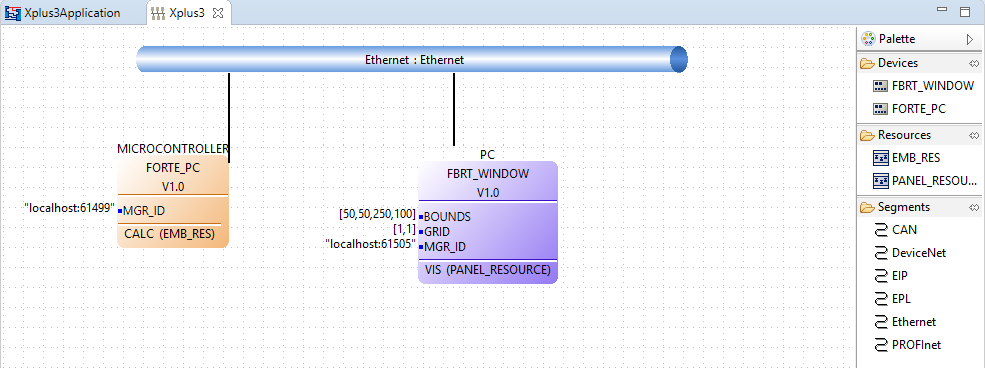 Xplus3Application
Xplus3
Ethernet : Ethernet
MICROCONTROLLER
FORTE_PC
V1.0
"localhost:61499"
MGR_ID
CALC (EMB_RES)
PC
FBRT_WINDOW
V1.0
[50,50,250,100]
BOUNDS
[1,1]
GRID
"localhost:61505"
MGR_ID
VIS (PANEL_RESOURCE)
Palette
Devices
FBRT_WINDOW
FORTE_PC
Resources
EMB_RES
PANEL_RESOU...
Segments
CAN
DeviceNet
EIP
EPL
Ethernet
PROFInet